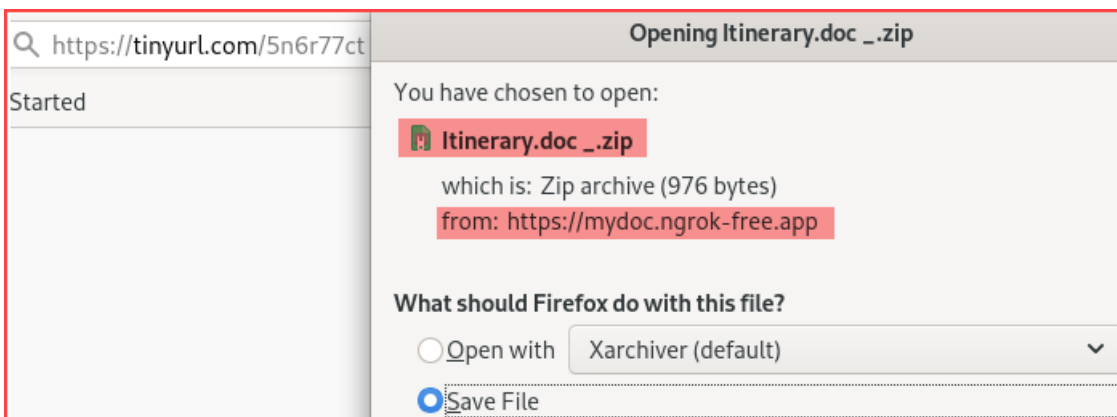 https://tinyurl.com/5n6r77ct
Started
Opening Itinerary.doc _.zip
You have chosen to open:
Itinerary.doc _.zip
which is: Zip archive (976 bytes)
from: https://mydoc.ngrok-free.app
What should Firefox do with this file?
Open with
Xarchiver (default)
Save File